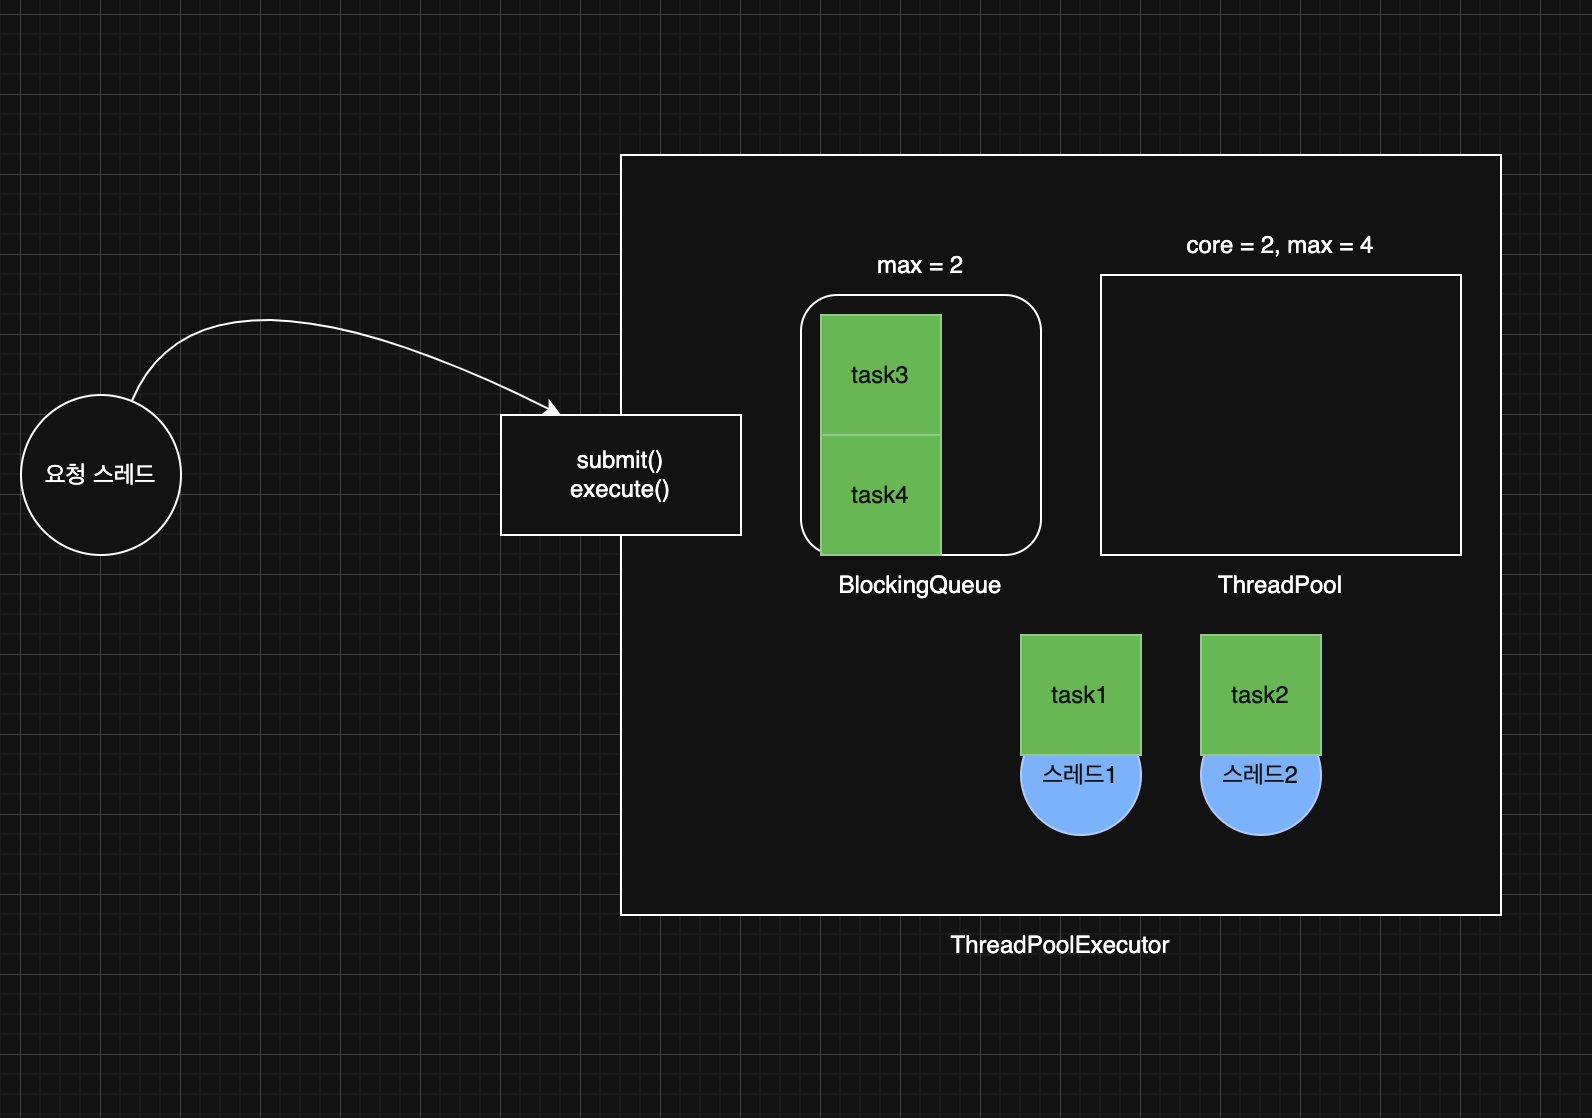 요청 스레드
submit()
execute()
max = 2
task3
task4
BlockingQueue
core = 2, max = 4
ThreadPool
task1
스레드1
task2
스레드2
ThreadPoolExecutor